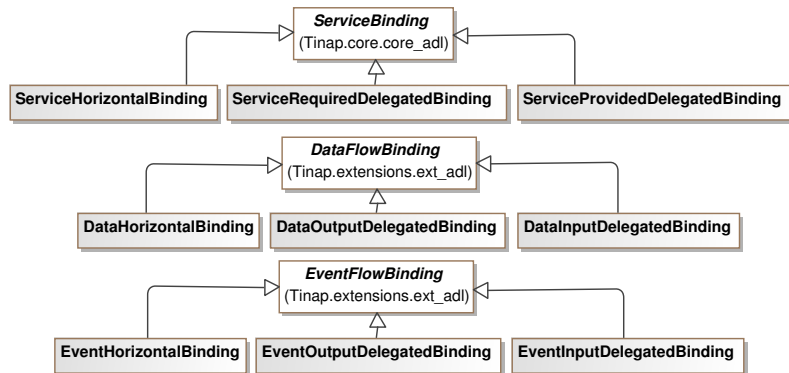 ServiceBinding
(Tinap.core.core_adl)
ServiceHorizontalBinding
ServiceRequiredDelegatedBinding
ServiceProvidedDelegatedBinding
DataFlowBinding
(Tinap.extensions.ext_adl)
DataHorizontalBinding
DataOutputDelegatedBinding
DataInputDelegatedBinding
EventFlowBinding
(Tinap.extensions.ext_adl)
EventHorizontalBinding
EventOutputDelegatedBinding
EventInputDelegatedBinding